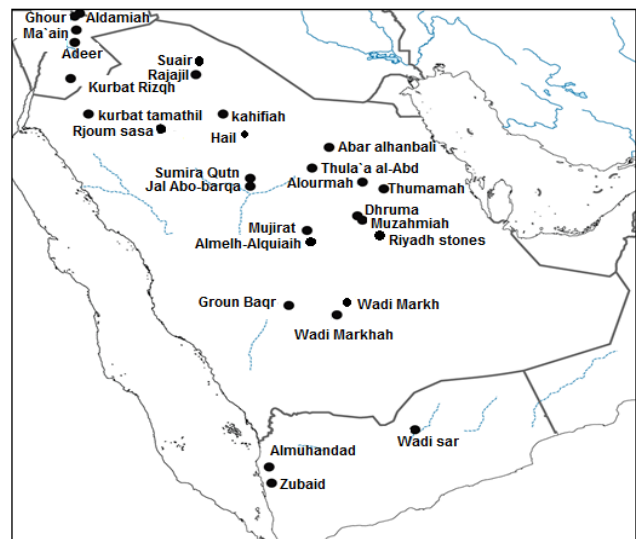 Ghour
Aldamiah
Ma`ain
Adeer
Suair
Rajajil
Kurbat Rizqh
kurbat tamathil
kahifiah
Rjoum sasa
Hail
Abar alhanbali
Thula`a al-Abd
Sumira Qutn
Jal Abo-barqa
Alourmah
Thumamah
Dhruma
Muzahmiah
Mujirat
Almelh-Alquiaih
Riyadh stones
Groun Baqr
Wadi Markh
Wadi Markhah
Wadi sar
Almuhandad
Zubaid